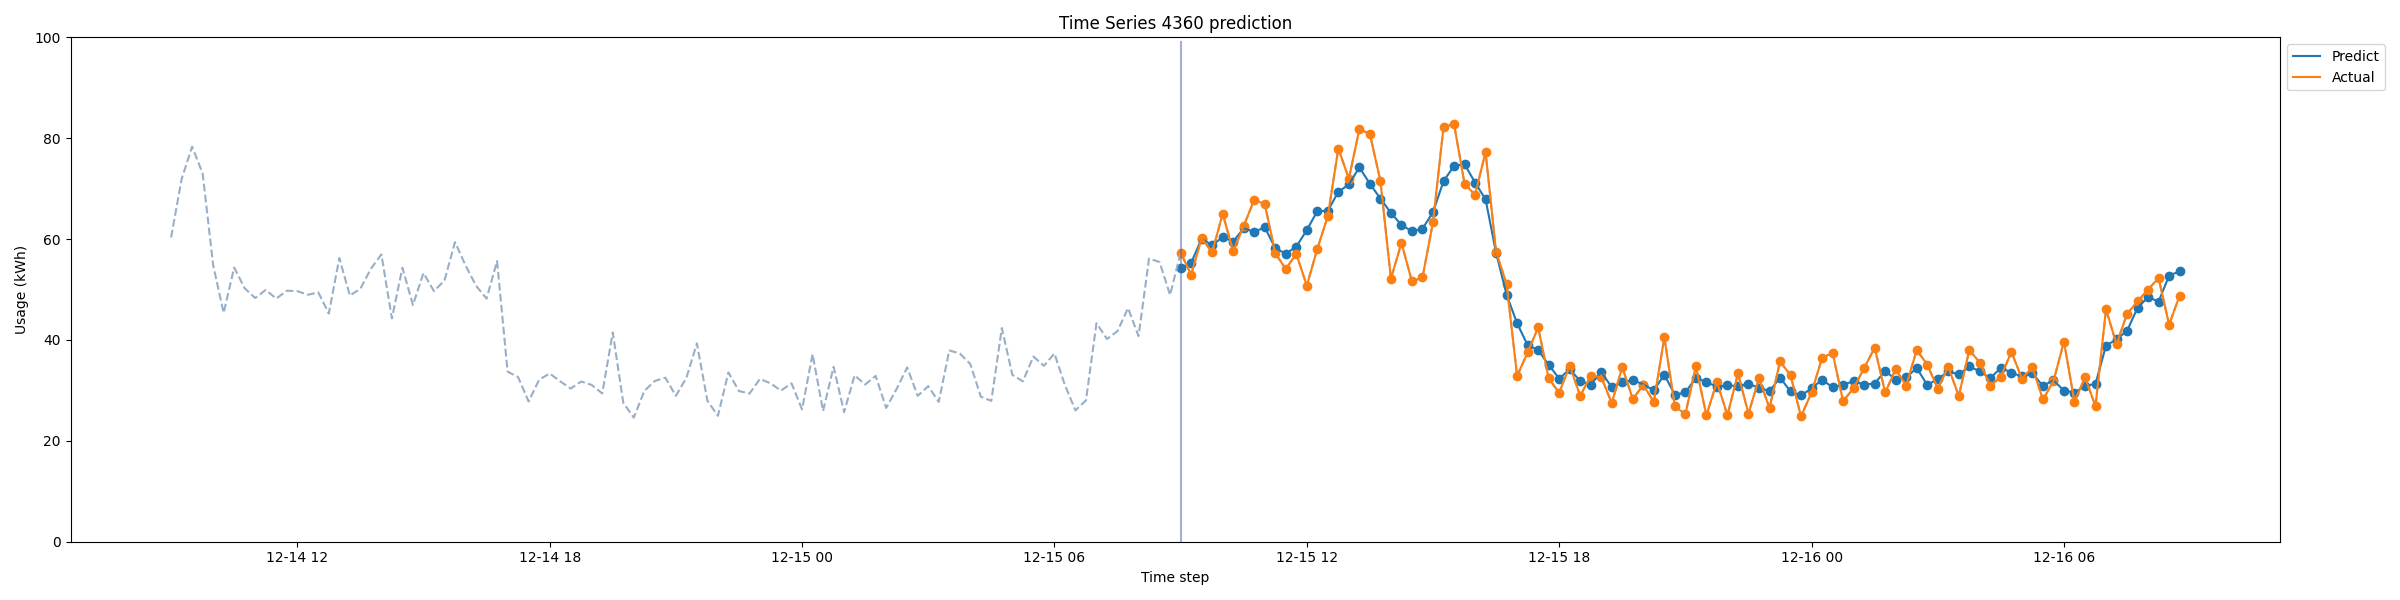 Time Series 4360 prediction
100
80
60
40
20
0
Usage (kWh)
12-14 12
12-14 18
12-15 00
12-15 06
12-15 12
12-15 18
12-16 00
12-16 06
Time step
Predict
Actual